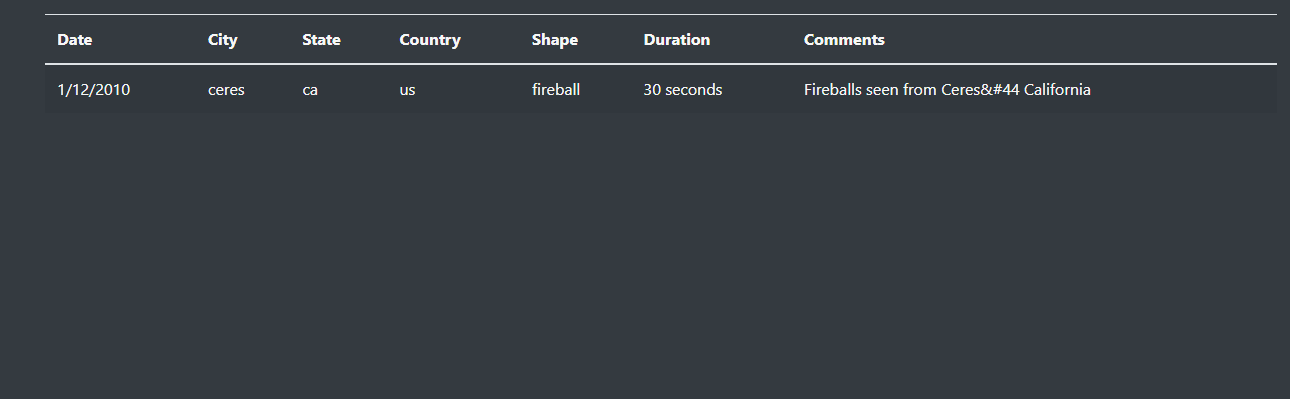 Date City State Country Shape Duration Comments
1/12/2010 ceres ca us fireball 30 seconds Fireballs seen from Ceres&#44 California